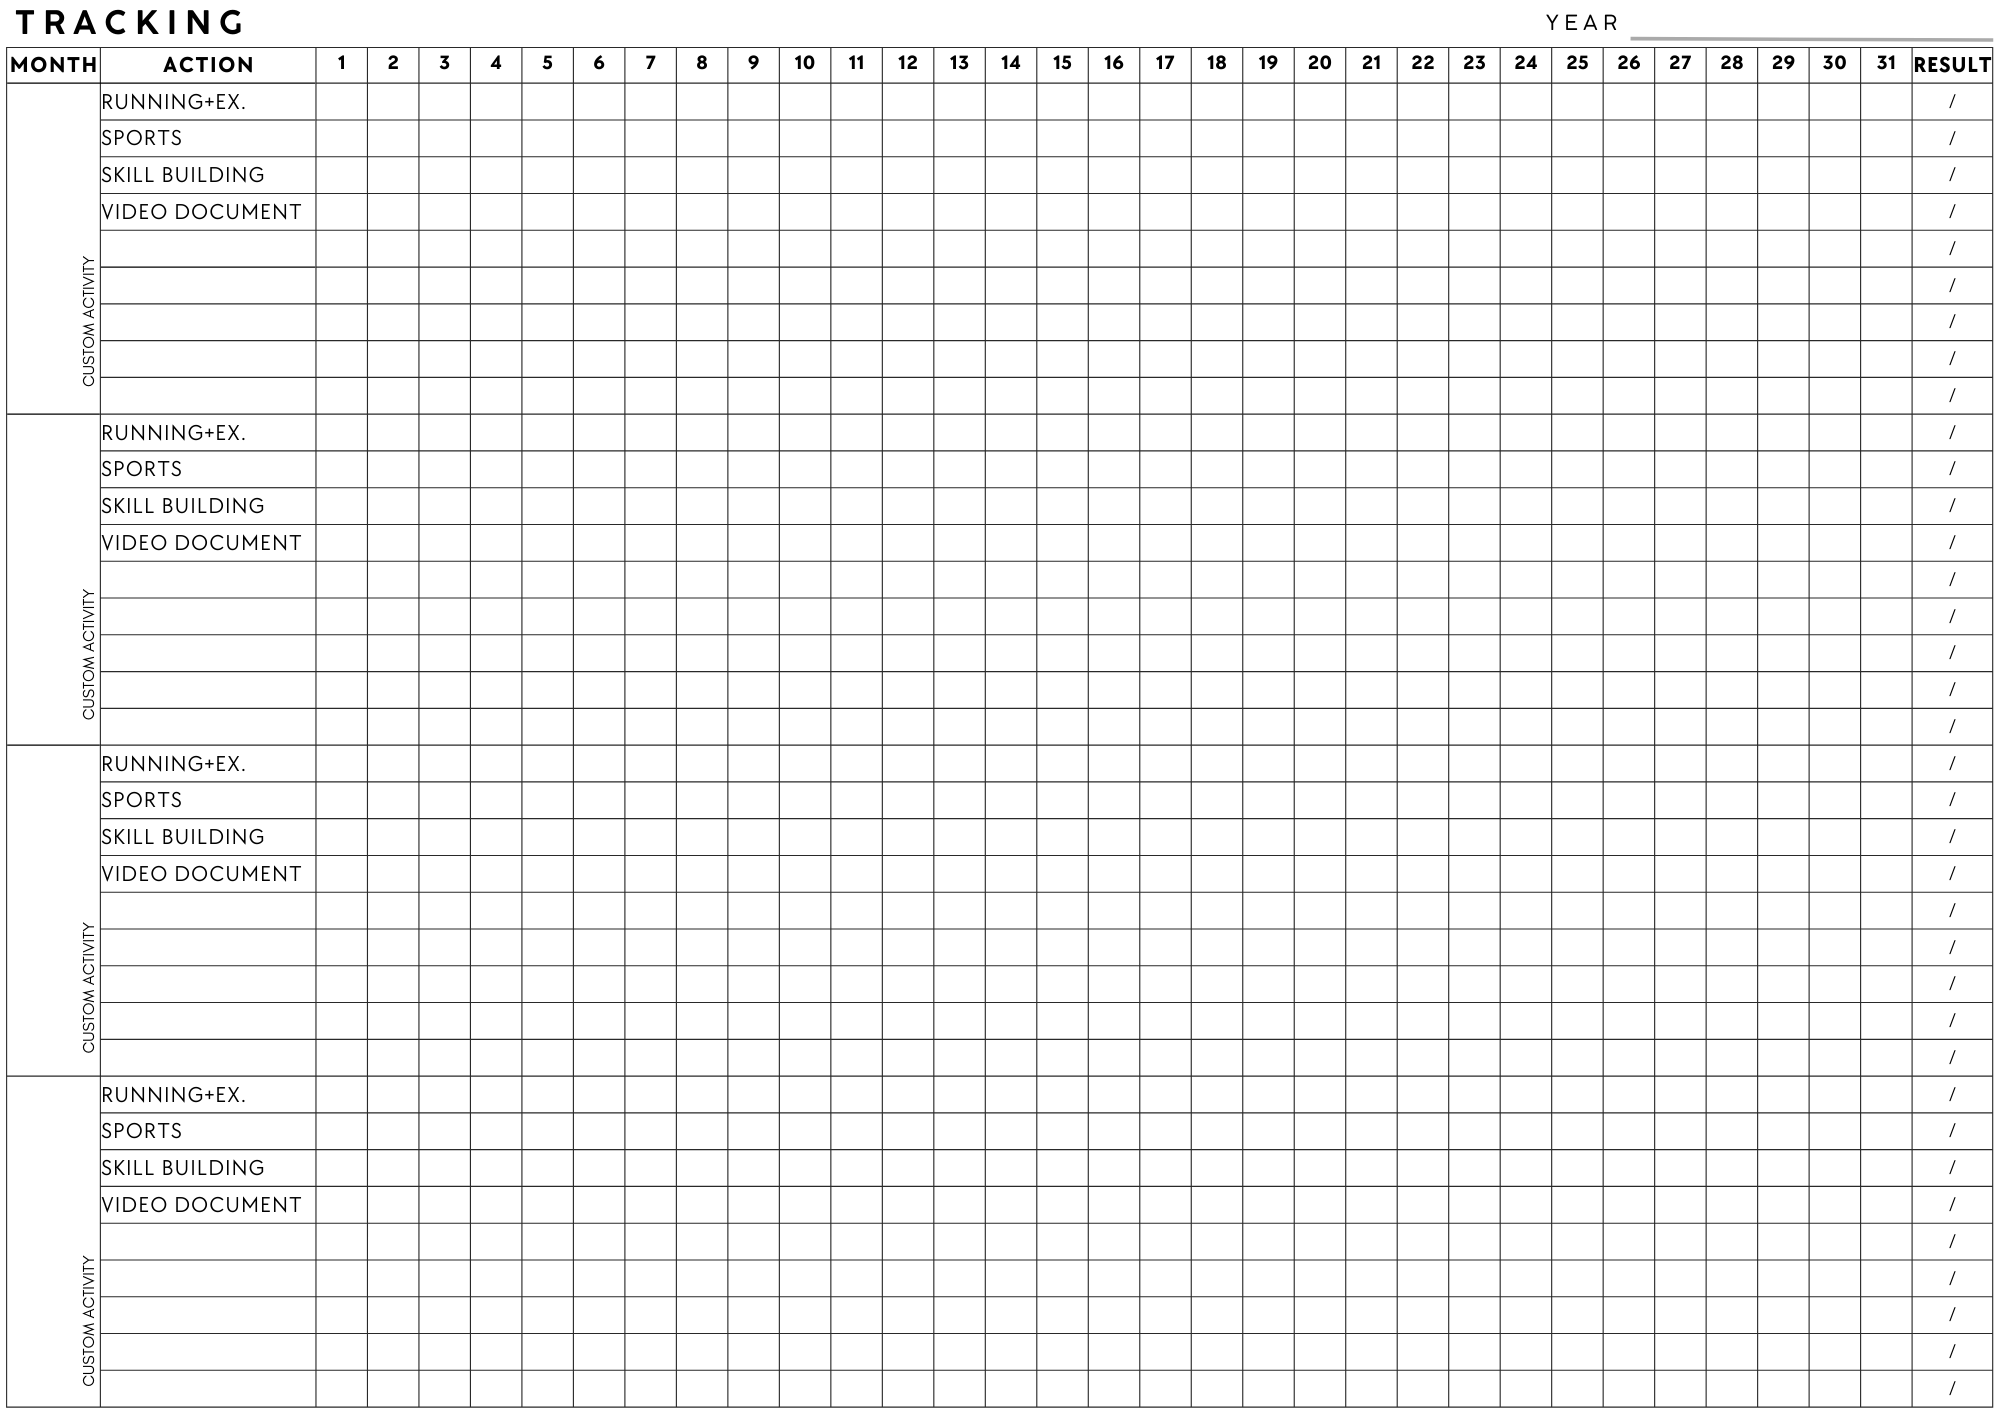 TRACKING
YEAR
MONTH ACTION 1 2 3 4 5 6 7 8 9 10 11 12 13 14 15 16 17 18 19 20 21 22 23 24 25 26 27 28 29 30 31 RESULT
RUNNING+EX. /
SPORTS /
SKILL BUILDING /
VIDEO DOCUMENT /
CUSTOM ACTIVITY
/
/
/
/
/
RUNNING+EX. /
SPORTS /
SKILL BUILDING /
VIDEO DOCUMENT /
CUSTOM ACTIVITY
/
/
/
/
/
RUNNING+EX. /
SPORTS /
SKILL BUILDING /
VIDEO DOCUMENT /
CUSTOM ACTIVITY
/
/
/
/
/
RUNNING+EX. /
SPORTS /
SKILL BUILDING /
VIDEO DOCUMENT /
CUSTOM ACTIVITY
/
/
/
/
/